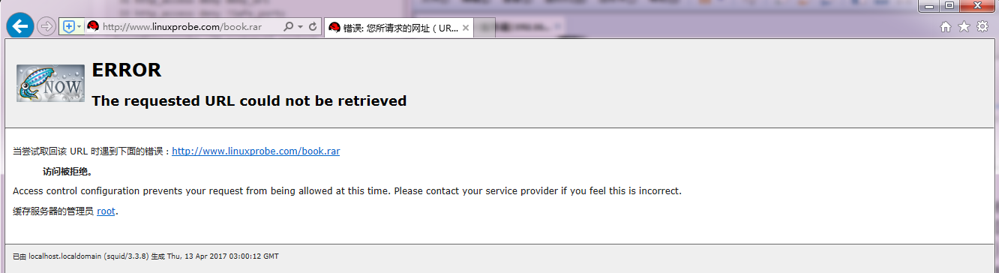 http://www.linuxprobe.com/book.rar
错误: 您所请求的网址（UR...
NOW
ERROR
The requested URL could not be retrieved
当尝试取回该 URL 时遇到下面的错误：http://www.linuxprobe.com/book.rar
访问被拒绝。
Access control configuration prevents your request from being allowed at this time. Please contact your service provider if you feel this is incorrect.
缓存服务器的管理员 root.
已由 localhost.localdomain (squid/3.3.8) 生成 Thu, 13 Apr 2017 03:00:12 GMT